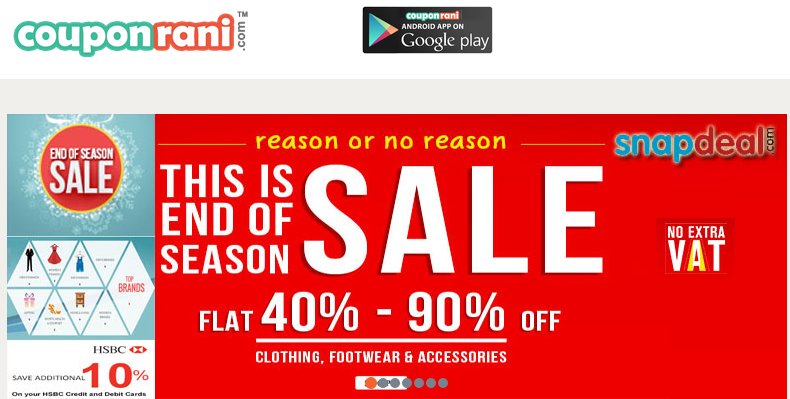 couponrani.com™
couponrani
ANDROID APP ON
Google play
END OF SEASON
SALE
TOP
BRANDS
HSBC
SAVE ADDITIONAL 10%
On your HSBC Credit and Debit Cards
reason or no reason
snapdeal.com
THIS IS
END OF
SEASON
SALE
NO EXTRA
VAT
FLAT 40% - 90% OFF
CLOTHING, FOOTWEAR & ACCESSORIES